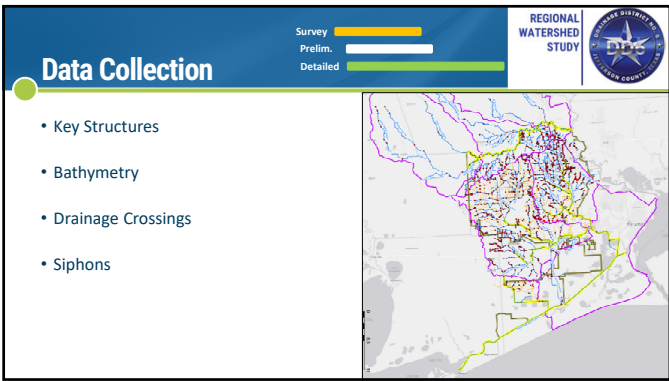 Survey
Prelim.
Detailed
REGIONAL
WATERSHED
STUDY
DRAINAGE DISTRICT NO. 6
DD6
JEFFERSON COUNTY, TEXAS
Data Collection
• Key Structures
• Bathymetry
• Drainage Crossings
• Siphons